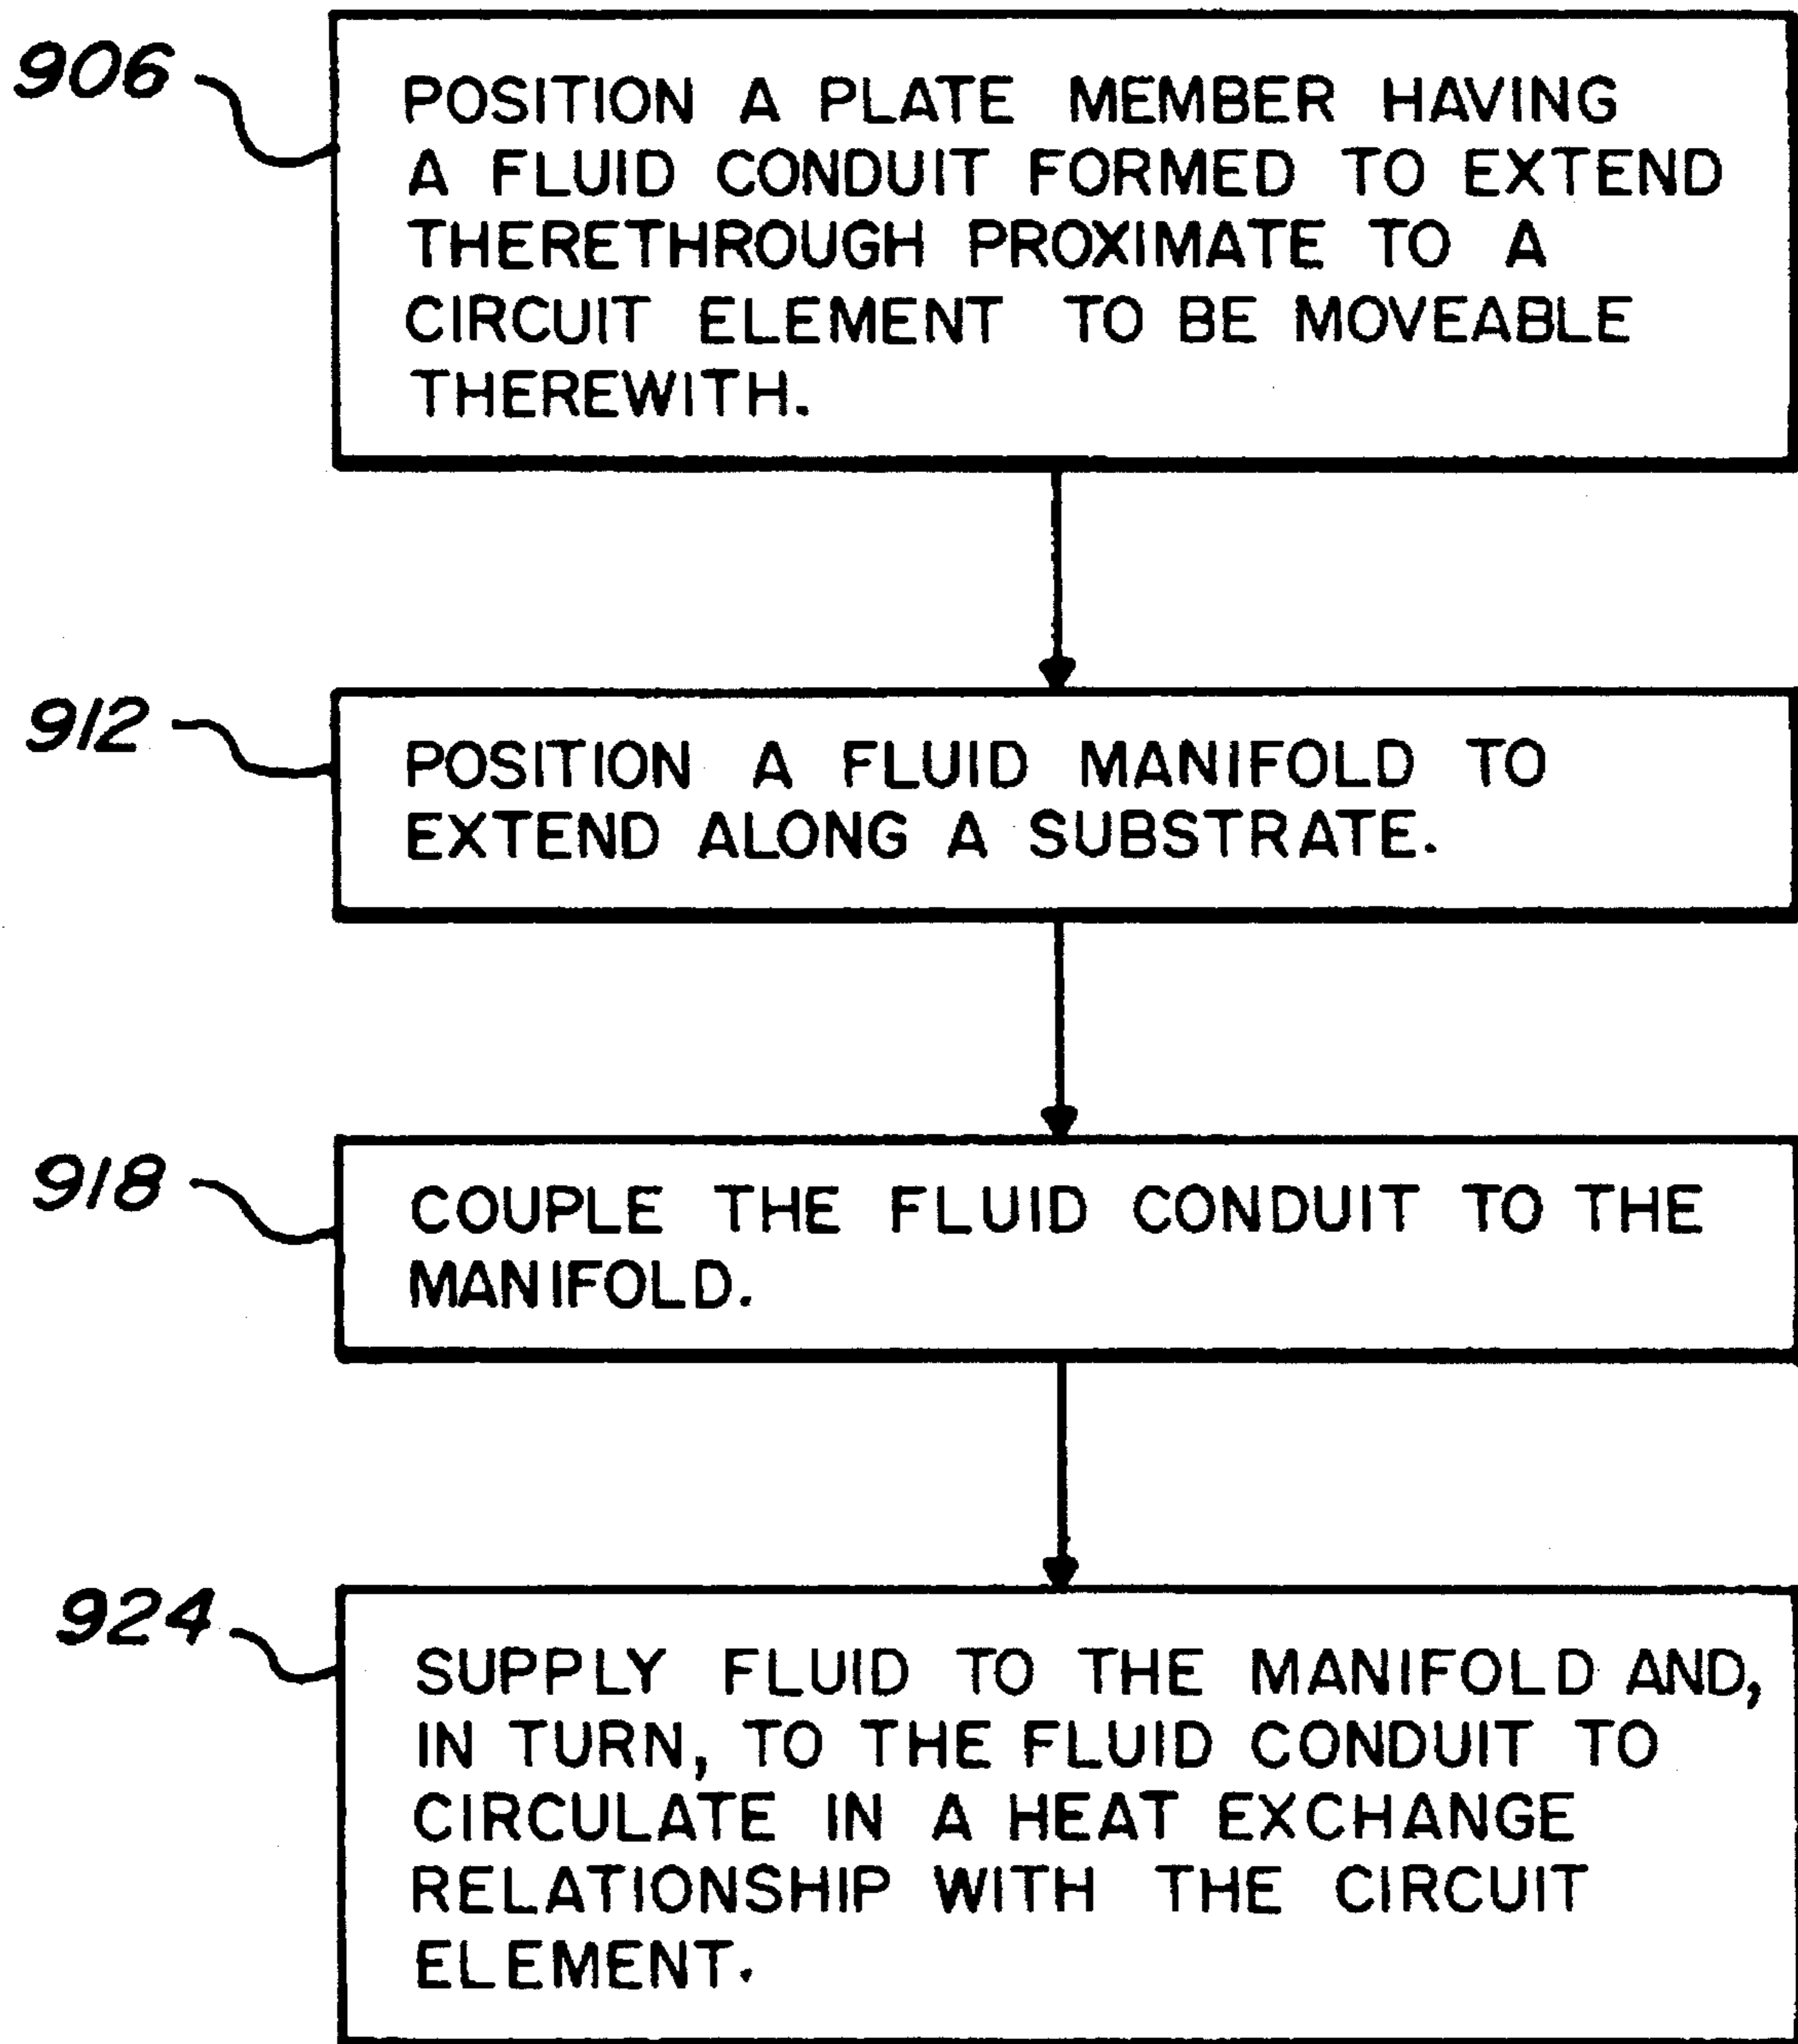 906
POSITION A PLATE MEMBER HAVING
A FLUID CONDUIT FORMED TO EXTEND
THERETHROUGH PROXIMATE TO A
CIRCUIT ELEMENT TO BE MOVEABLE
THEREWITH.
912
POSITION A FLUID MANIFOLD TO
EXTEND ALONG A SUBSTRATE.
918
COUPLE THE FLUID CONDUIT TO THE
MANIFOLD.
924
SUPPLY FLUID TO THE MANIFOLD AND,
IN TURN, TO THE FLUID CONDUIT TO
CIRCULATE IN A HEAT EXCHANGE
RELATIONSHIP WITH THE CIRCUIT
ELEMENT.